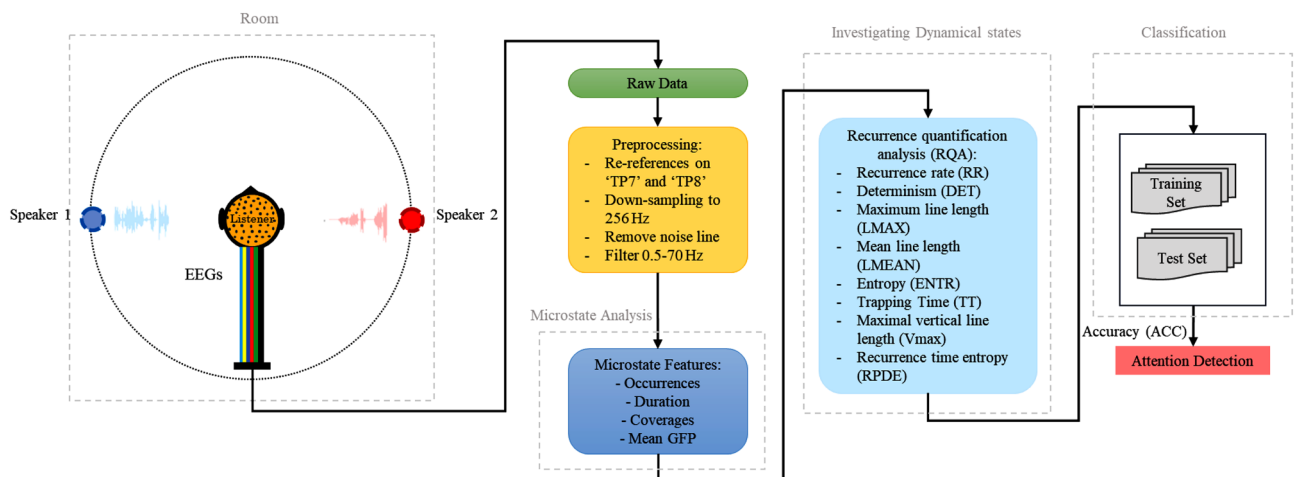 Room
Speaker 1
Listener
Speaker 2
EEGs
Raw Data
Preprocessing:
- Re-references on
‘TP7’ and ‘TP8’
- Down-sampling to
256 Hz
- Remove noise line
- Filter 0.5-70 Hz
Microstate Analysis
Microstate Features:
- Occurrences
- Duration
- Coverages
- Mean GFP
Investigating Dynamical states
Recurrence quantification
analysis (RQA):
- Recurrence rate (RR)
- Determinism (DET)
- Maximum line length
(LMAX)
- Mean line length
(LMEAN)
- Entropy (ENTR)
- Trapping Time (TT)
- Maximal vertical line
length (Vmax)
- Recurrence time entropy
(RPDE)
Classification
Training
Set
Test Set
Accuracy (ACC)
Attention Detection